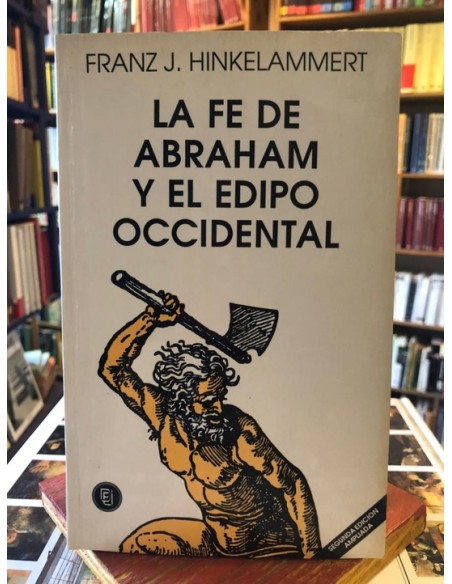 FRANZ J. HINKELAMMERT
LA FE DE
ABRAHAM
Y EL EDIPO
OCCIDENTAL
SEGUNDA EDICION
AMPLIADA